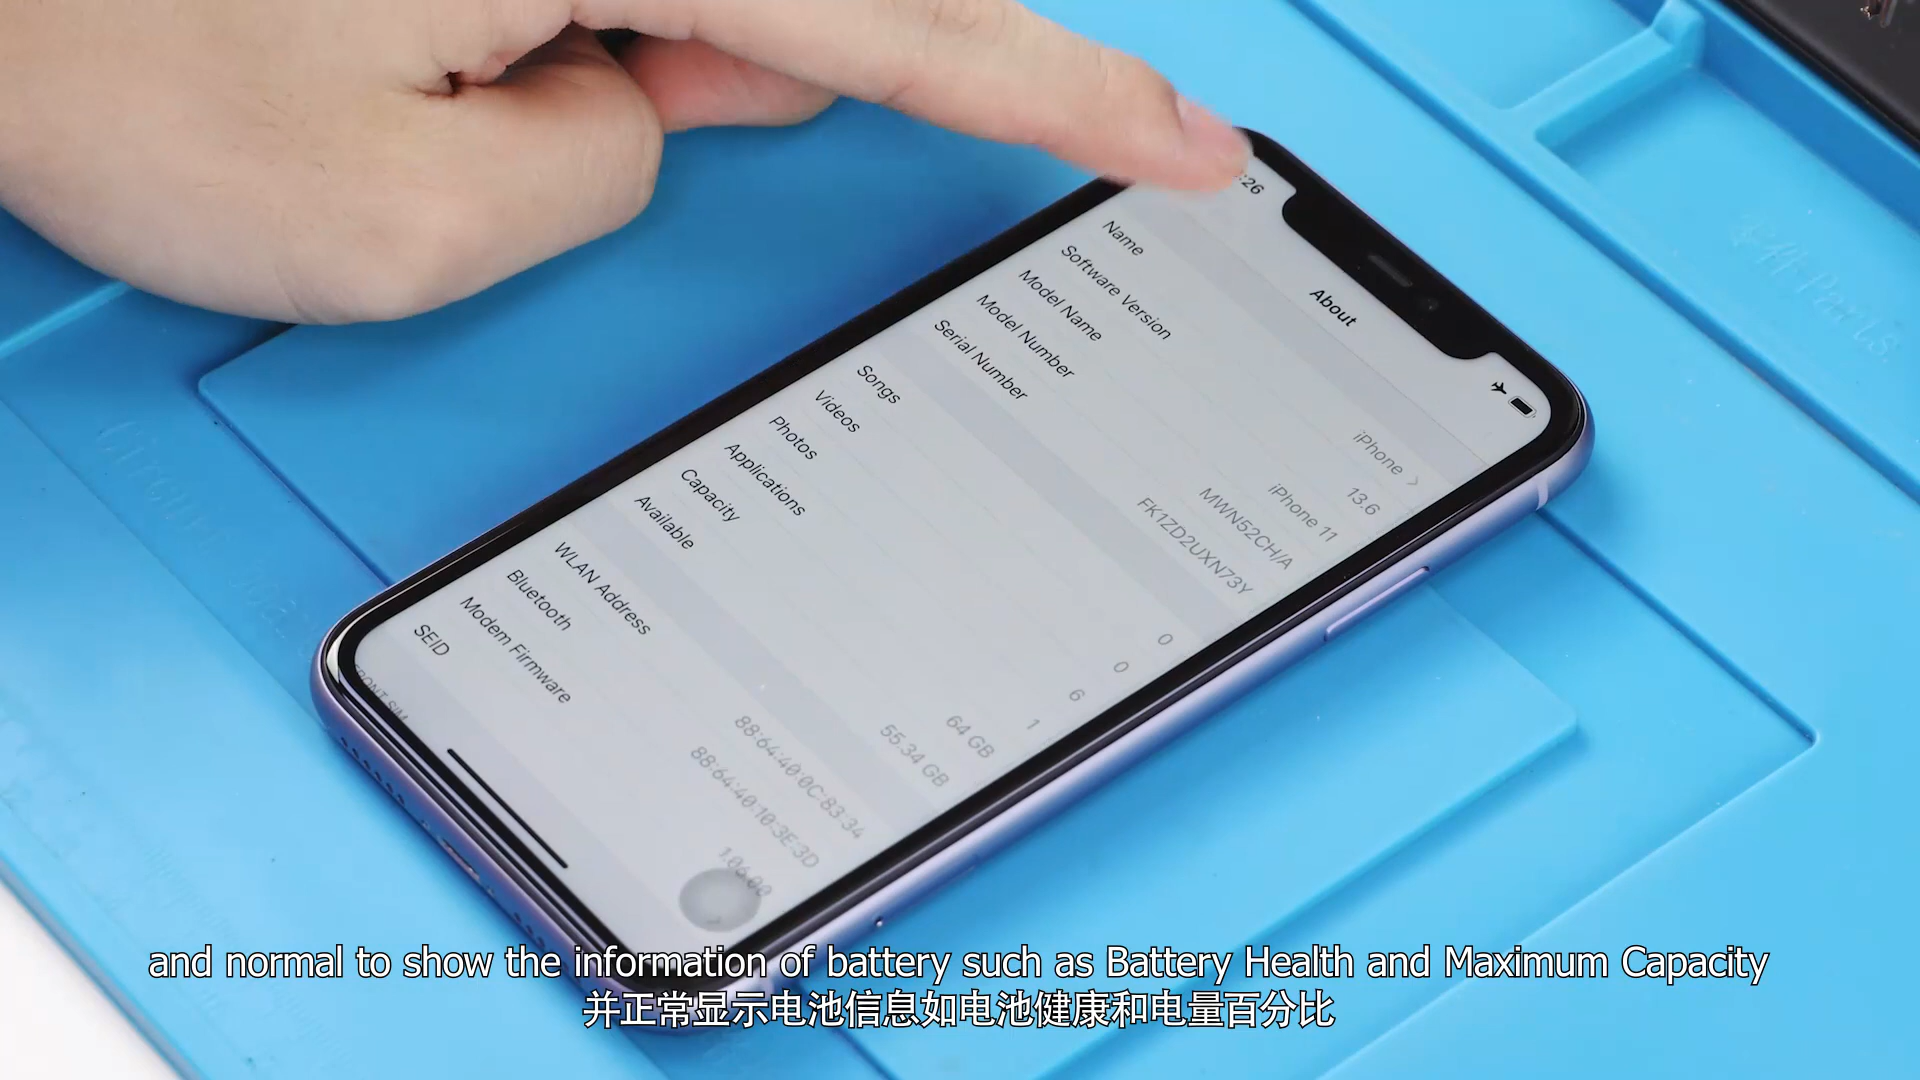 :26
About
Name
iPhone
Software Version
13.6
Model Name
iPhone 11
Model Number
MWN52CH/A
Serial Number
FK1ZD2UXN73Y
Songs
0
Videos
0
Photos
6
Applications
1
Capacity
64 GB
Available
55.34 GB
WLAN Address
88:64:40:0C:83:34
Bluetooth
88:64:40:10:3E:3D
Modem Firmware
1.06.00
SEID
and normal to show the information of battery such as Battery Health and Maximum Capacity
并正常显示电池信息如电池健康和电量百分比